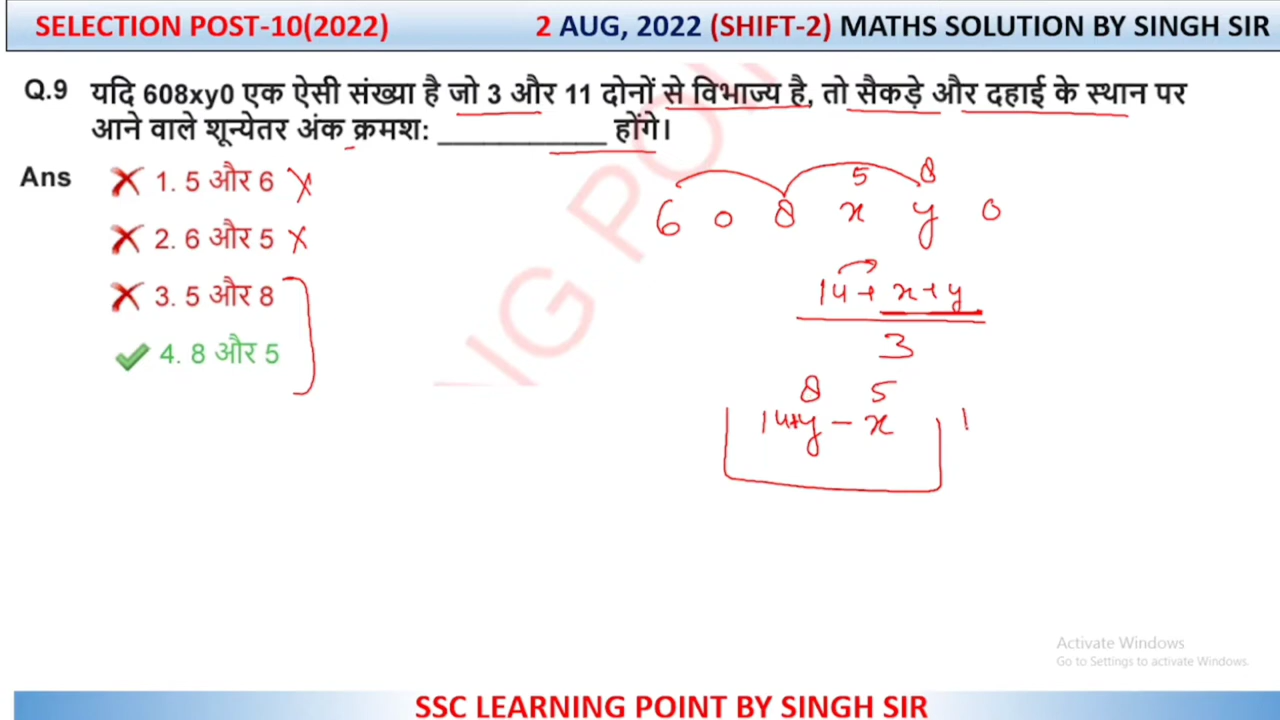 SELECTION POST-10(2022) 2 AUG, 2022 (SHIFT-2) MATHS SOLUTION BY SINGH SIR
Q.9 यदि 608xy0 एक ऐसी संख्या है जो 3 और 11 दोनों से विभाज्य है, तो सैकड़े और दहाई के स्थान पर
आने वाले शून्येतर अंक क्रमश: ____________ होंगे।
Ans 1. 5 और 6
2. 6 और 5
3. 5 और 8
4. 8 और 5
5 8
6 0 8 x y 0
14 + x + y
3
8 5
14+y - x 1
ING POIN
Activate Windows
Go to Settings to activate Windows.
SSC LEARNING POINT BY SINGH SIR